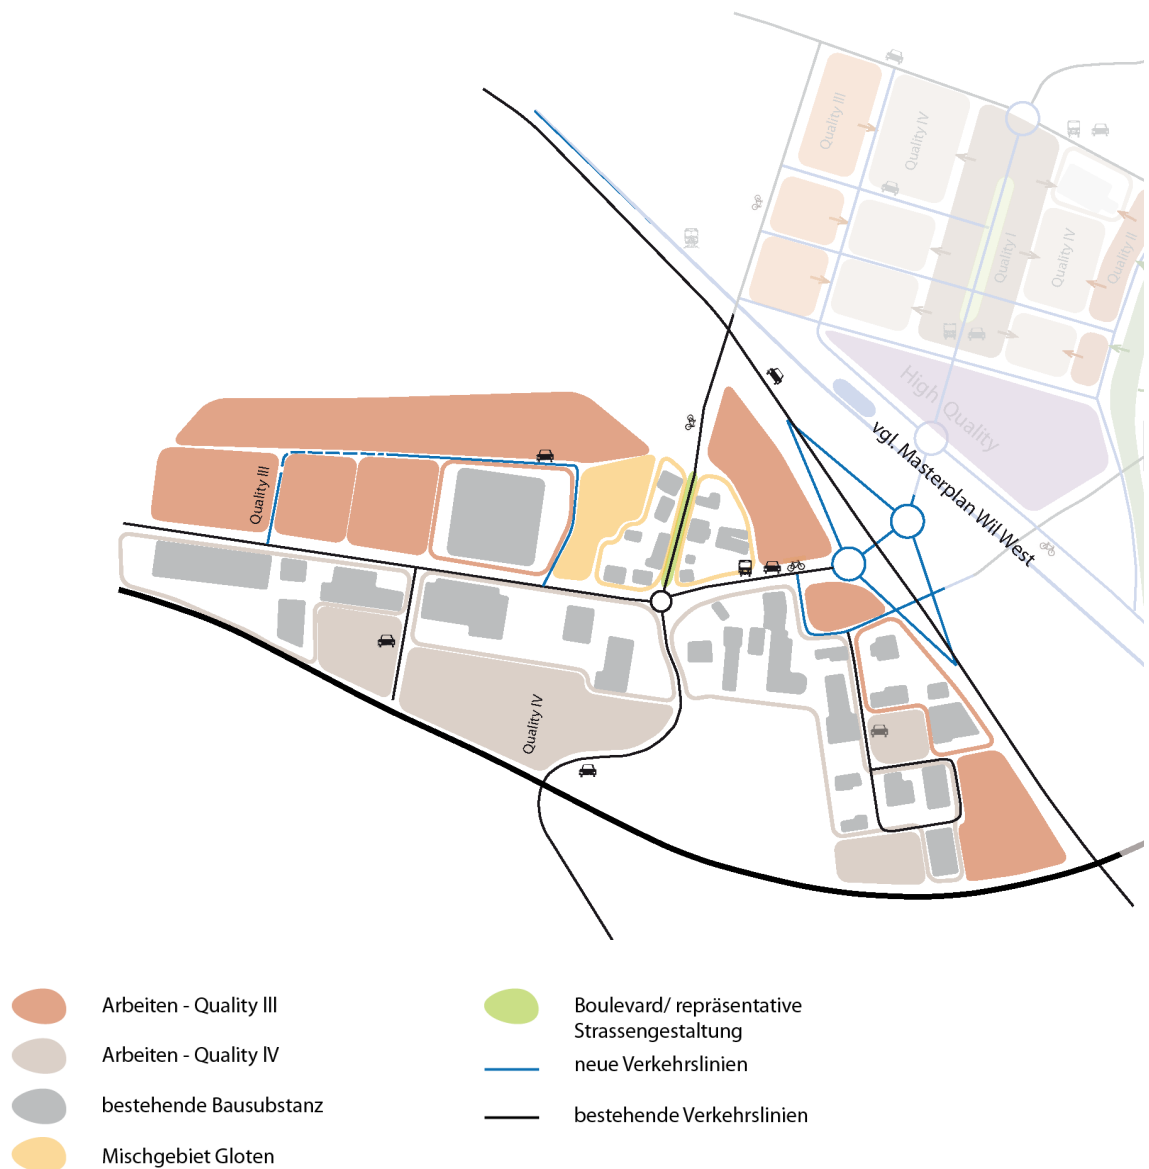 Quality III
Quality IV
Quality I
Quality IV
Quality II
High Quality
vgl. Masterplan Wil West
Quality III
Quality IV
Arbeiten - Quality III
Arbeiten - Quality IV
bestehende Bausubstanz
Mischgebiet Gloten
Boulevard/ repräsentative
Strassengestaltung
neue Verkehrslinien
bestehende Verkehrslinien